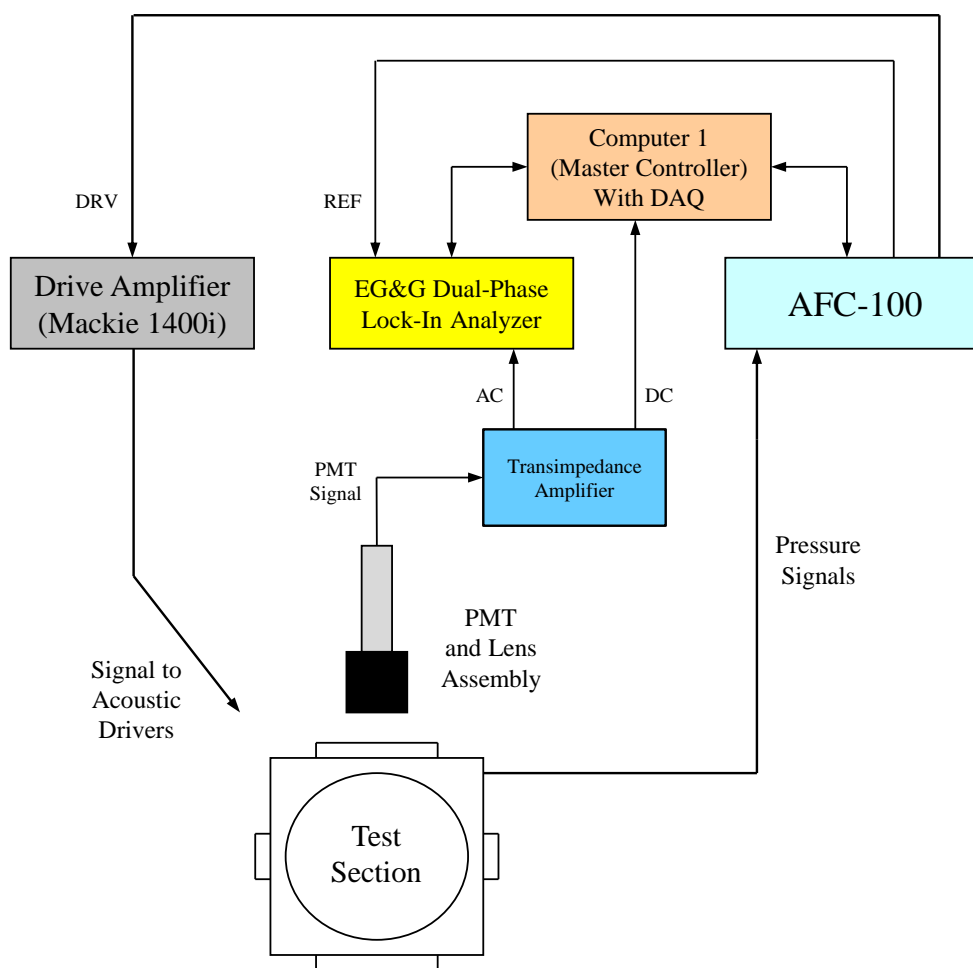 Computer 1
(Master Controller)
With DAQ
DRV
REF
Drive Amplifier
(Mackie 1400i)
EG&G Dual-Phase
Lock-In Analyzer
AFC-100
AC
DC
PMT
Signal
Transimpedance
Amplifier
Pressure
Signals
PMT
and Lens
Assembly
Signal to
Acoustic
Drivers
Test
Section